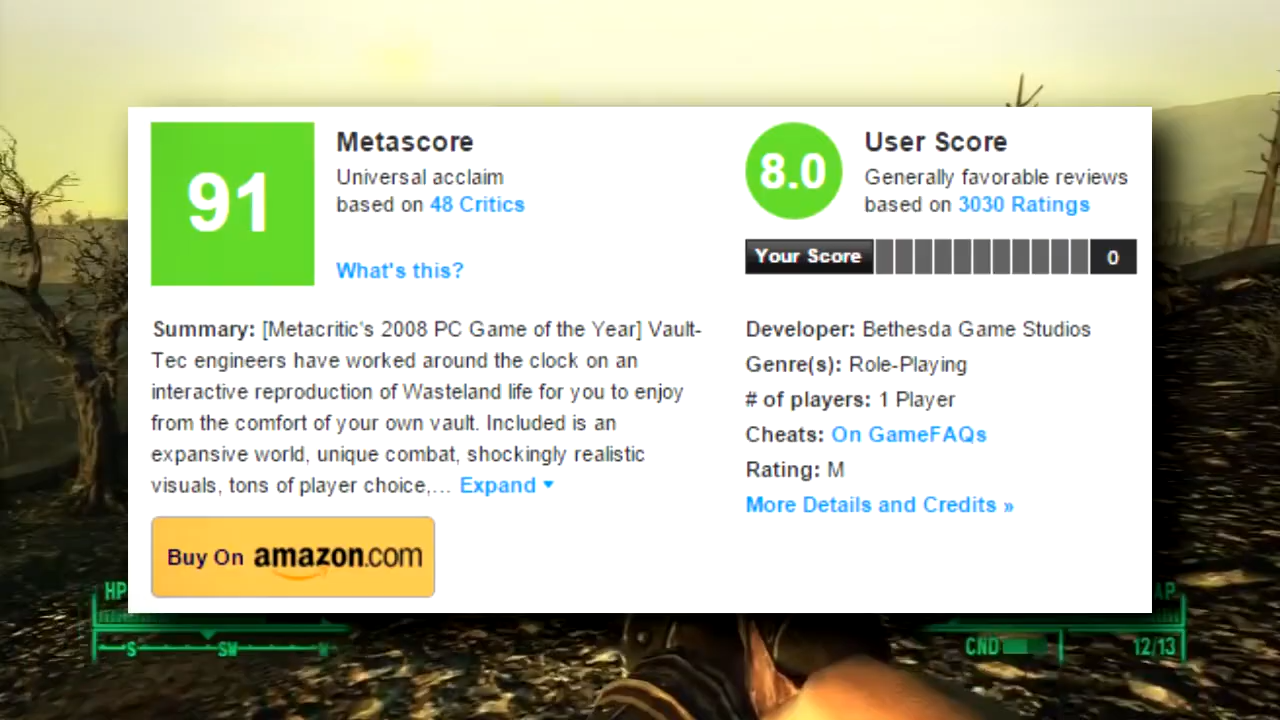 91
Metascore
Universal acclaim
based on 48 Critics
What's this?
8.0
User Score
Generally favorable reviews
based on 3030 Ratings
Your Score 0
Summary: [Metacritic's 2008 PC Game of the Year] Vault-
Tec engineers have worked around the clock on an
interactive reproduction of Wasteland life for you to enjoy
from the comfort of your own vault. Included is an
expansive world, unique combat, shockingly realistic
visuals, tons of player choice,... Expand
Buy On amazon.com
Developer: Bethesda Game Studios
Genre(s): Role-Playing
# of players: 1 Player
Cheats: On GameFAQs
Rating: M
More Details and Credits »
HP
S SW W
AP
CND 12/13